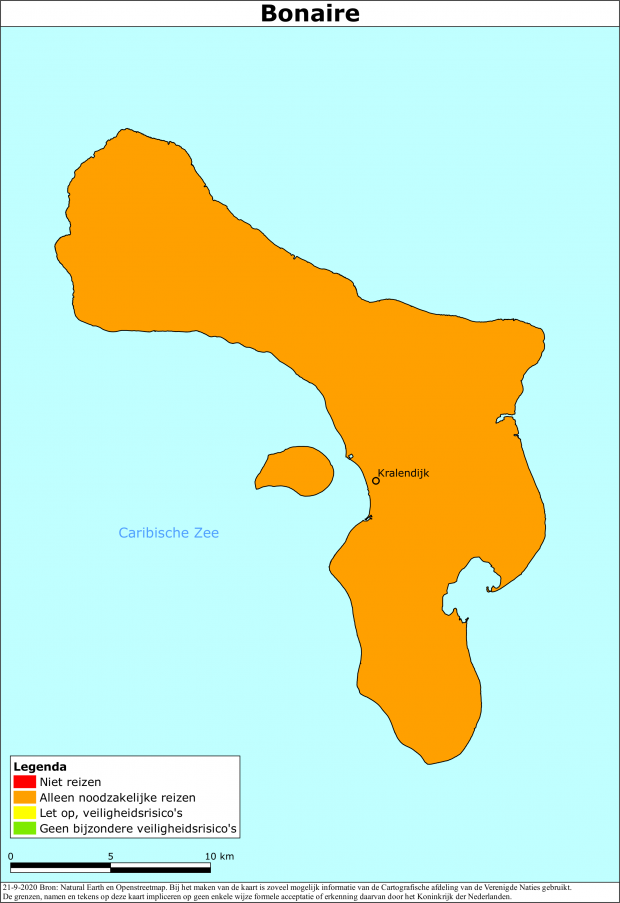 Bonaire
Kralendijk
Caribische Zee
Legenda
Niet reizen
Alleen noodzakelijke reizen
Let op, veiligheidsrisico's
Geen bijzondere veiligheidsrisico's
0 5 10 km
21-9-2020 Bron: Natural Earth en Openstreetmap. Bij het maken van de kaart is zoveel mogelijk informatie van de Cartografische afdeling van de Verenigde Naties gebruikt.
De grenzen, namen en tekens op deze kaart impliceren op geen enkele wijze formele acceptatie of erkenning daarvan door het Koninkrijk der Nederlanden.